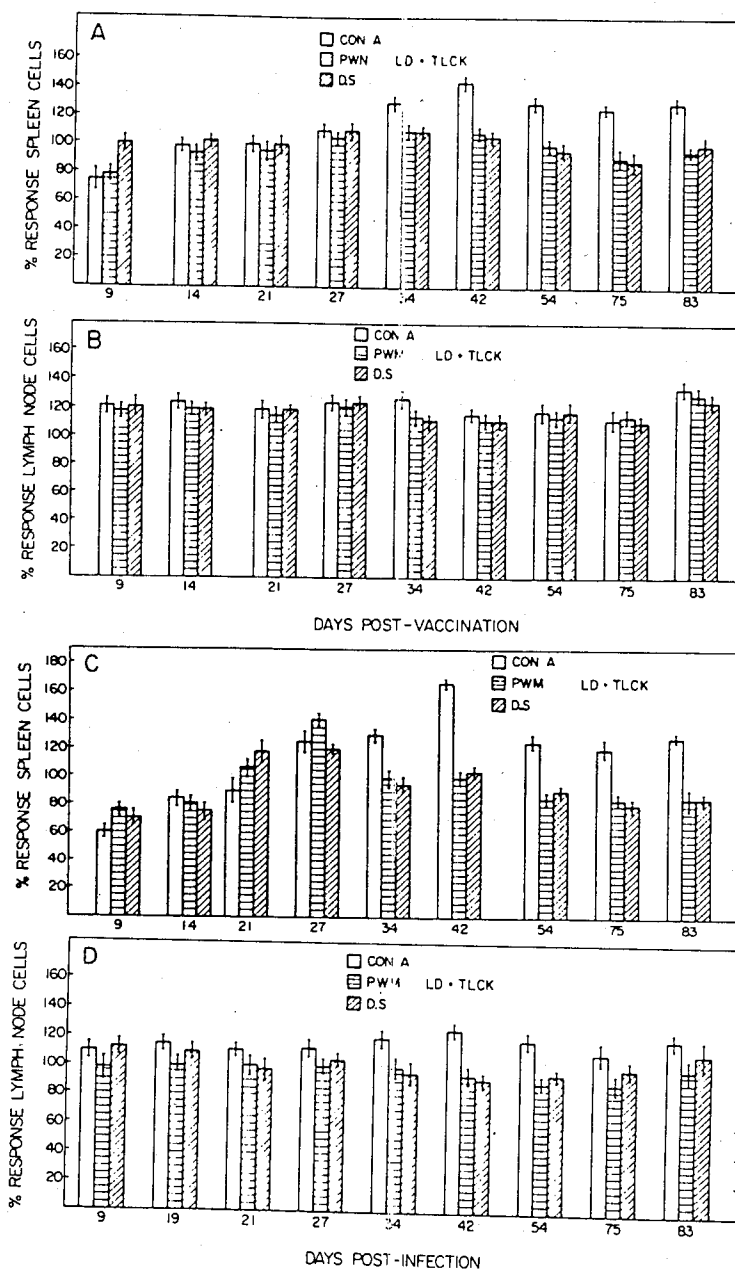 A
CON A
PWN LD + TLCK
D.S
% RESPONSE SPLEEN CELLS
160
140
120
100
80
60
40
20
9 14 21 27 34 42 54 75 83
B
CON A
PWM LD + TLCK
D.S
% RESPONSE LYMPH NODE CELLS
160
140
120
100
80
60
40
20
9 14 21 27 34 42 54 75 83
DAYS POST-VACCINATION
C
CON A
PWM LD + TLCK
D.S
% RESPONSE SPLEEN CELLS
180
160
140
120
100
80
60
40
20
9 14 21 27 34 42 54 75 83
D
CON A
PWM LD + TLCK
D.S
% RESPONSE LYMPH NODE CELLS
160
140
120
100
80
60
40
20
9 19 21 27 34 42 54 75 83
DAYS POST-INFECTION